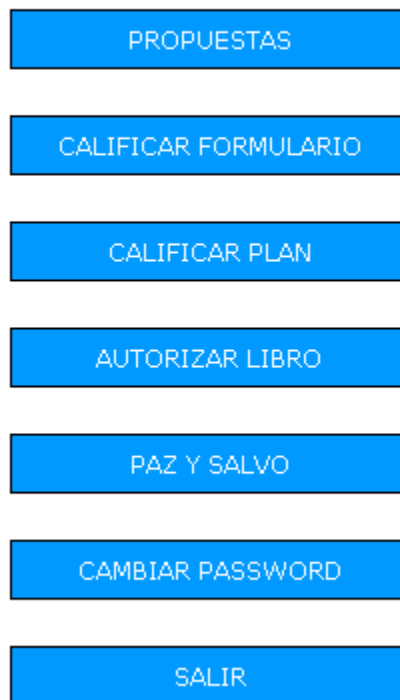 PROPUESTAS
CALIFICAR FORMULARIO
CALIFICAR PLAN
AUTORIZAR LIBRO
PAZ Y SALVO
CAMBIAR PASSWORD
SALIR